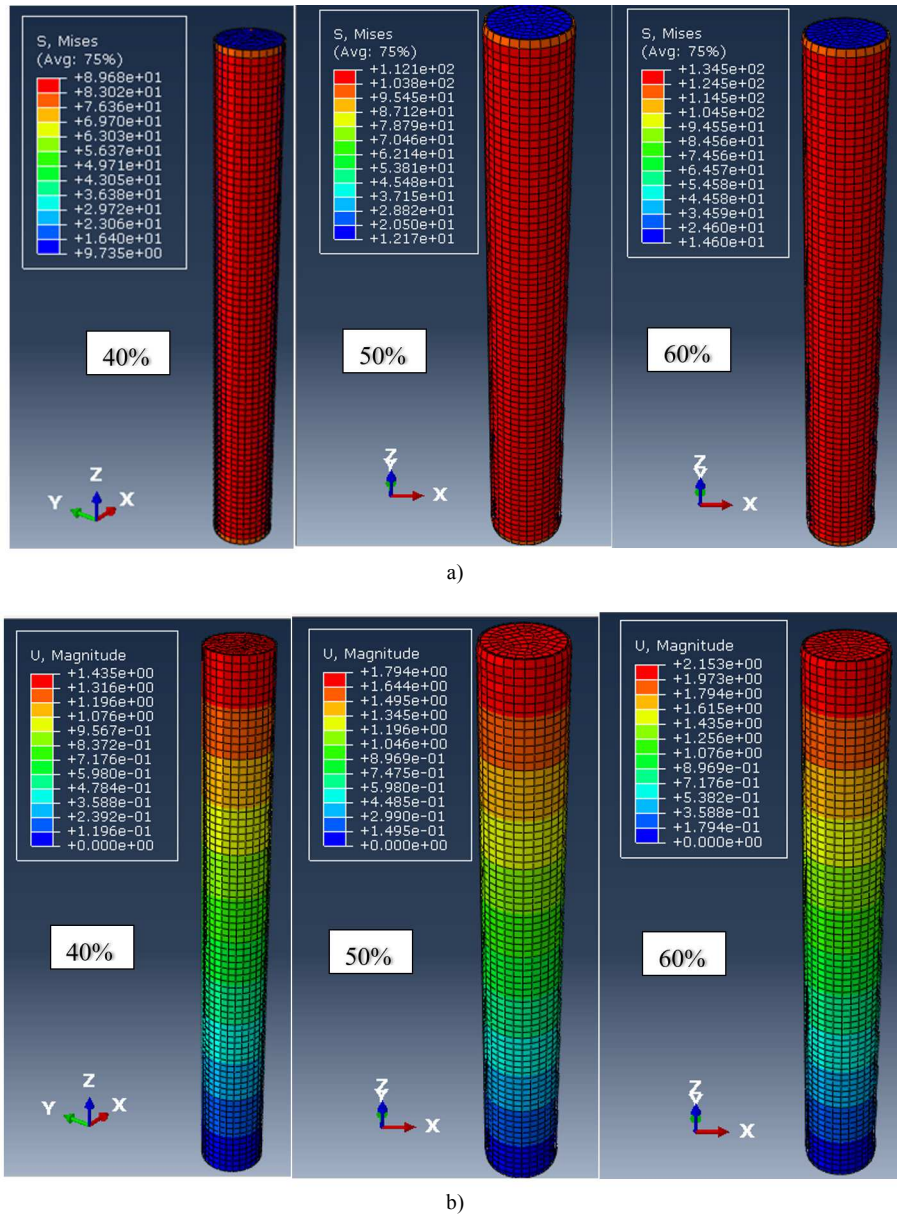 S, Mises
(Avg: 75%)
+8.968e+01
+8.302e+01
+7.636e+01
+6.970e+01
+6.303e+01
+5.637e+01
+4.971e+01
+4.305e+01
+3.638e+01
+2.972e+01
+2.306e+01
+1.640e+01
+9.735e+00
40%
Z
Y
X
S, Mises
(Avg: 75%)
+1.121e+02
+1.038e+02
+9.545e+01
+8.712e+01
+7.879e+01
+7.046e+01
+6.214e+01
+5.381e+01
+4.548e+01
+3.715e+01
+2.882e+01
+2.050e+01
+1.217e+01
50%
Z
Y
X
S, Mises
(Avg: 75%)
+1.345e+02
+1.245e+02
+1.145e+02
+1.045e+02
+9.455e+01
+8.456e+01
+7.456e+01
+6.457e+01
+5.458e+01
+4.458e+01
+3.459e+01
+2.460e+01
+1.460e+01
60%
Z
Y
X
a)
U, Magnitude
+1.435e+00
+1.316e+00
+1.196e+00
+1.076e+00
+9.567e-01
+8.372e-01
+7.176e-01
+5.980e-01
+4.784e-01
+3.588e-01
+2.392e-01
+1.196e-01
+0.000e+00
40%
Z
Y
X
U, Magnitude
+1.794e+00
+1.644e+00
+1.495e+00
+1.345e+00
+1.196e+00
+1.046e+00
+8.969e-01
+7.475e-01
+5.980e-01
+4.485e-01
+2.990e-01
+1.495e-01
+0.000e+00
50%
Z
Y
X
U, Magnitude
+2.153e+00
+1.973e+00
+1.794e+00
+1.615e+00
+1.435e+00
+1.256e+00
+1.076e+00
+8.969e-01
+7.176e-01
+5.382e-01
+3.588e-01
+1.794e-01
+0.000e+00
60%
Z
Y
X
b)